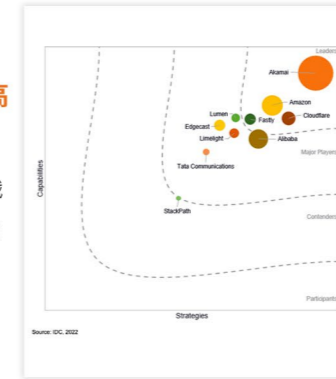 高
Leaders
Akamai
Amazon
Lumen
Fastly
Cloudflare
Edgecast
Limelight
Alibaba
Major Players
Tata Communications
Capabilities
StackPath
Contenders
Participants
Strategies
Source: IDC, 2022